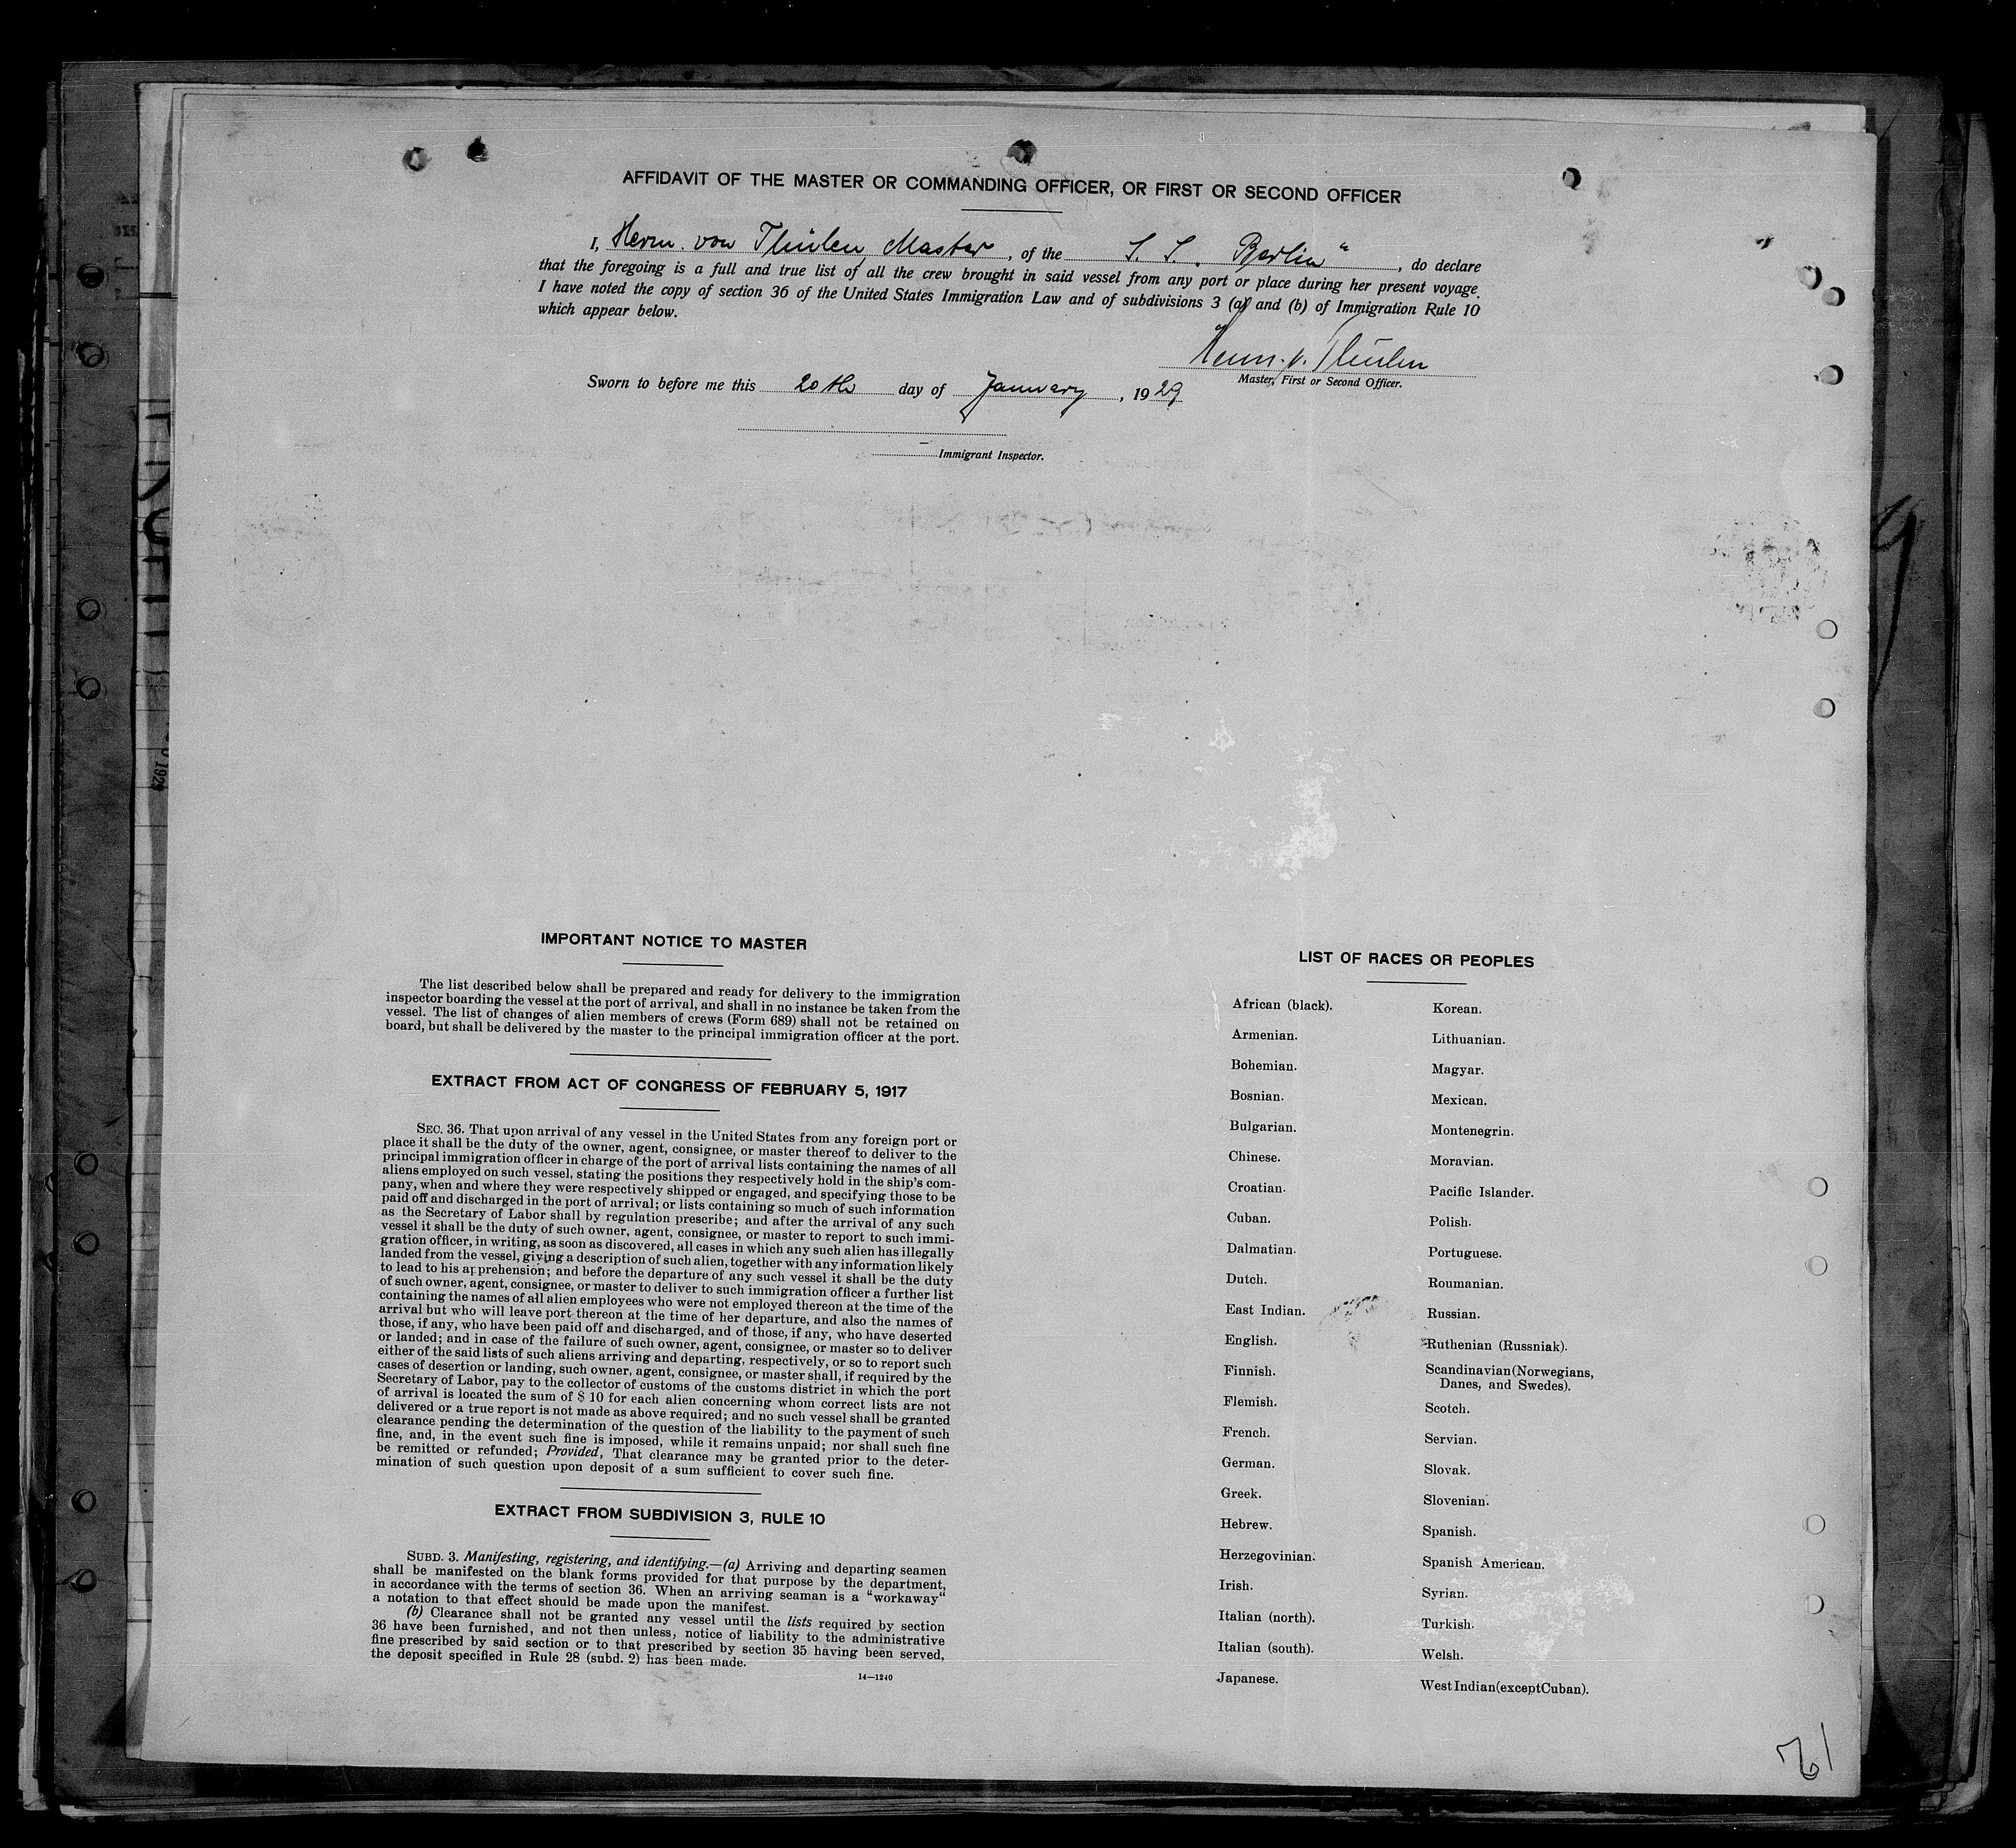 AFFIDAVIT OF THE MASTER OR COMMANDING OFFICER, OR FIRST OR SECOND OFFICER
I, Herm. von Thülen, Master, of the S. S. „Berlin“, do declare
that the foregoing is a full and true list of all the crew brought in said vessel from any port or place during her present voyage.
I have noted the copy of section 36 of the United States Immigration Law and of subdivisions 3 (a) and (b) of Immigration Rule 10
which appear below.
Herm. v. Thülen
Master, First or Second Officer.
Sworn to before me this 20th day of January, 1929
Immigrant Inspector.
IMPORTANT NOTICE TO MASTER
The list described below shall be prepared and ready for delivery to the immigration
inspector boarding the vessel at the port of arrival, and shall in no instance be taken from the
vessel. The list of changes of alien members of crews (Form 689) shall not be retained on
board, but shall be delivered by the master to the principal immigration officer at the port.
EXTRACT FROM ACT OF CONGRESS OF FEBRUARY 5, 1917
SEC. 36. That upon arrival of any vessel in the United States from any foreign port or
place it shall be the duty of the owner, agent, consignee, or master thereof to deliver to the
principal immigration officer in charge of the port of arrival lists containing the names of all
aliens employed on such vessel, stating the positions they respectively hold in the ship's com-
pany, when and where they were respectively shipped or engaged, and specifying those to be
paid off and discharged in the port of arrival; or lists containing so much of such information
as the Secretary of Labor shall by regulation prescribe; and after the arrival of any such
vessel it shall be the duty of such owner, agent, consignee, or master to report to such immi-
gration officer, in writing, as soon as discovered, all cases in which any such alien has illegally
landed from the vessel, giving a description of such alien, together with any information likely
to lead to his apprehension; and before the departure of any such vessel it shall be the duty
of such owner, agent, consignee, or master to deliver to such immigration officer a further list
containing the names of all alien employees who were not employed thereon at the time of the
arrival but who will leave port thereon at the time of her departure, and also the names of
those, if any, who have been paid off and discharged, and of those, if any, who have deserted
or landed; and in case of the failure of such owner, agent, consignee, or master so to deliver
either of the said lists of such aliens arriving and departing, respectively, or so to report such
cases of desertion or landing, such owner, agent, consignee, or master shall, if required by the
Secretary of Labor, pay to the collector of customs of the customs district in which the port
of arrival is located the sum of $ 10 for each alien concerning whom correct lists are not
delivered or a true report is not made as above required; and no such vessel shall be granted
clearance pending the determination of the question of the liability to the payment of such
fine, and, in the event such fine is imposed, while it remains unpaid; nor shall such fine
be remitted or refunded; Provided, That clearance may be granted prior to the deter-
mination of such question upon deposit of a sum sufficient to cover such fine.
EXTRACT FROM SUBDIVISION 3, RULE 10
SUBD. 3. Manifesting, registering, and identifying.—(a) Arriving and departing seamen
shall be manifested on the blank forms provided for that purpose by the department,
in accordance with the terms of section 36. When an arriving seaman is a “workaway“
a notation to that effect should be made upon the manifest.
(b) Clearance shall not be granted any vessel until the lists required by section
36 have been furnished, and not then unless, notice of liability to the administrative
fine prescribed by said section or to that prescribed by section 35 having been served,
the deposit specified in Rule 28 (subd. 2) has been made.
14—1240
LIST OF RACES OR PEOPLES
African (black).
Armenian.
Bohemian.
Bosnian.
Bulgarian.
Chinese.
Croatian.
Cuban.
Dalmatian.
Dutch.
East Indian.
English.
Finnish.
Flemish.
French.
German.
Greek.
Hebrew.
Herzegovinian.
Irish.
Italian (north).
Italian (south).
Japanese.
Korean.
Lithuanian.
Magyar.
Mexican.
Montenegrin.
Moravian.
Pacific Islander.
Polish.
Portuguese.
Roumanian.
Russian.
Ruthenian (Russniak).
Scandinavian (Norwegians,
Danes, and Swedes).
Scotch.
Servian.
Slovak.
Slovenian.
Spanish.
Spanish American.
Syrian.
Turkish.
Welsh.
West Indian (except Cuban).